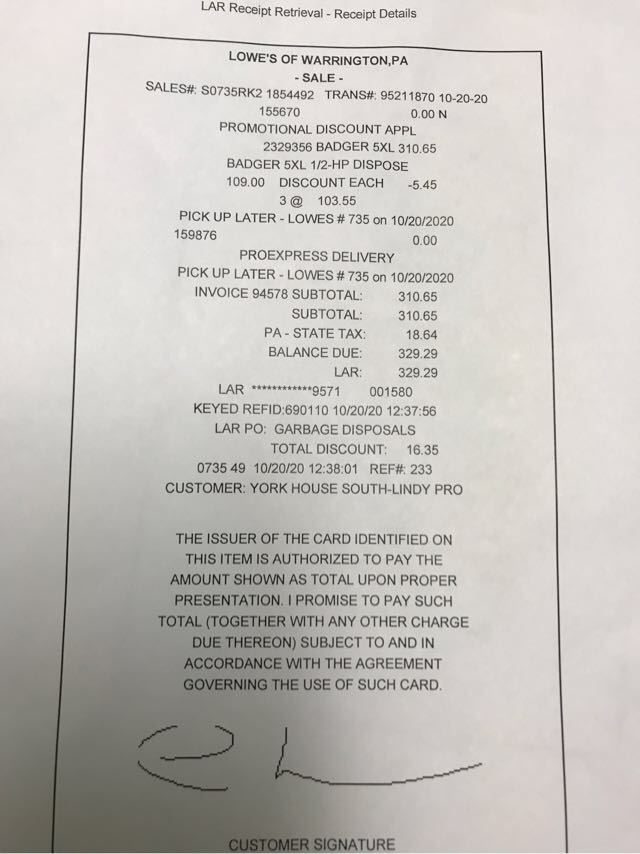 LAR Receipt Retrieval - Receipt Details
LOWE'S OF WARRINGTON,PA
- SALE -
SALES#: S0735RK2 1854492 TRANS#: 95211870 10-20-20
155670 0.00 N
PROMOTIONAL DISCOUNT APPL
2329356 BADGER 5XL 310.65
BADGER 5XL 1/2-HP DISPOSE
109.00 DISCOUNT EACH -5.45
3 @ 103.55
PICK UP LATER - LOWES # 735 on 10/20/2020
159876 0.00
PROEXPRESS DELIVERY
PICK UP LATER - LOWES # 735 on 10/20/2020
INVOICE 94578 SUBTOTAL: 310.65
SUBTOTAL: 310.65
PA - STATE TAX: 18.64
BALANCE DUE: 329.29
LAR: 329.29
LAR ************9571 001580
KEYED REFID:690110 10/20/20 12:37:56
LAR PO: GARBAGE DISPOSALS
TOTAL DISCOUNT: 16.35
0735 49 10/20/20 12:38:01 REF#: 233
CUSTOMER: YORK HOUSE SOUTH-LINDY PRO
THE ISSUER OF THE CARD IDENTIFIED ON
THIS ITEM IS AUTHORIZED TO PAY THE
AMOUNT SHOWN AS TOTAL UPON PROPER
PRESENTATION. I PROMISE TO PAY SUCH
TOTAL (TOGETHER WITH ANY OTHER CHARGE
DUE THEREON) SUBJECT TO AND IN
ACCORDANCE WITH THE AGREEMENT
GOVERNING THE USE OF SUCH CARD.
CUSTOMER SIGNATURE